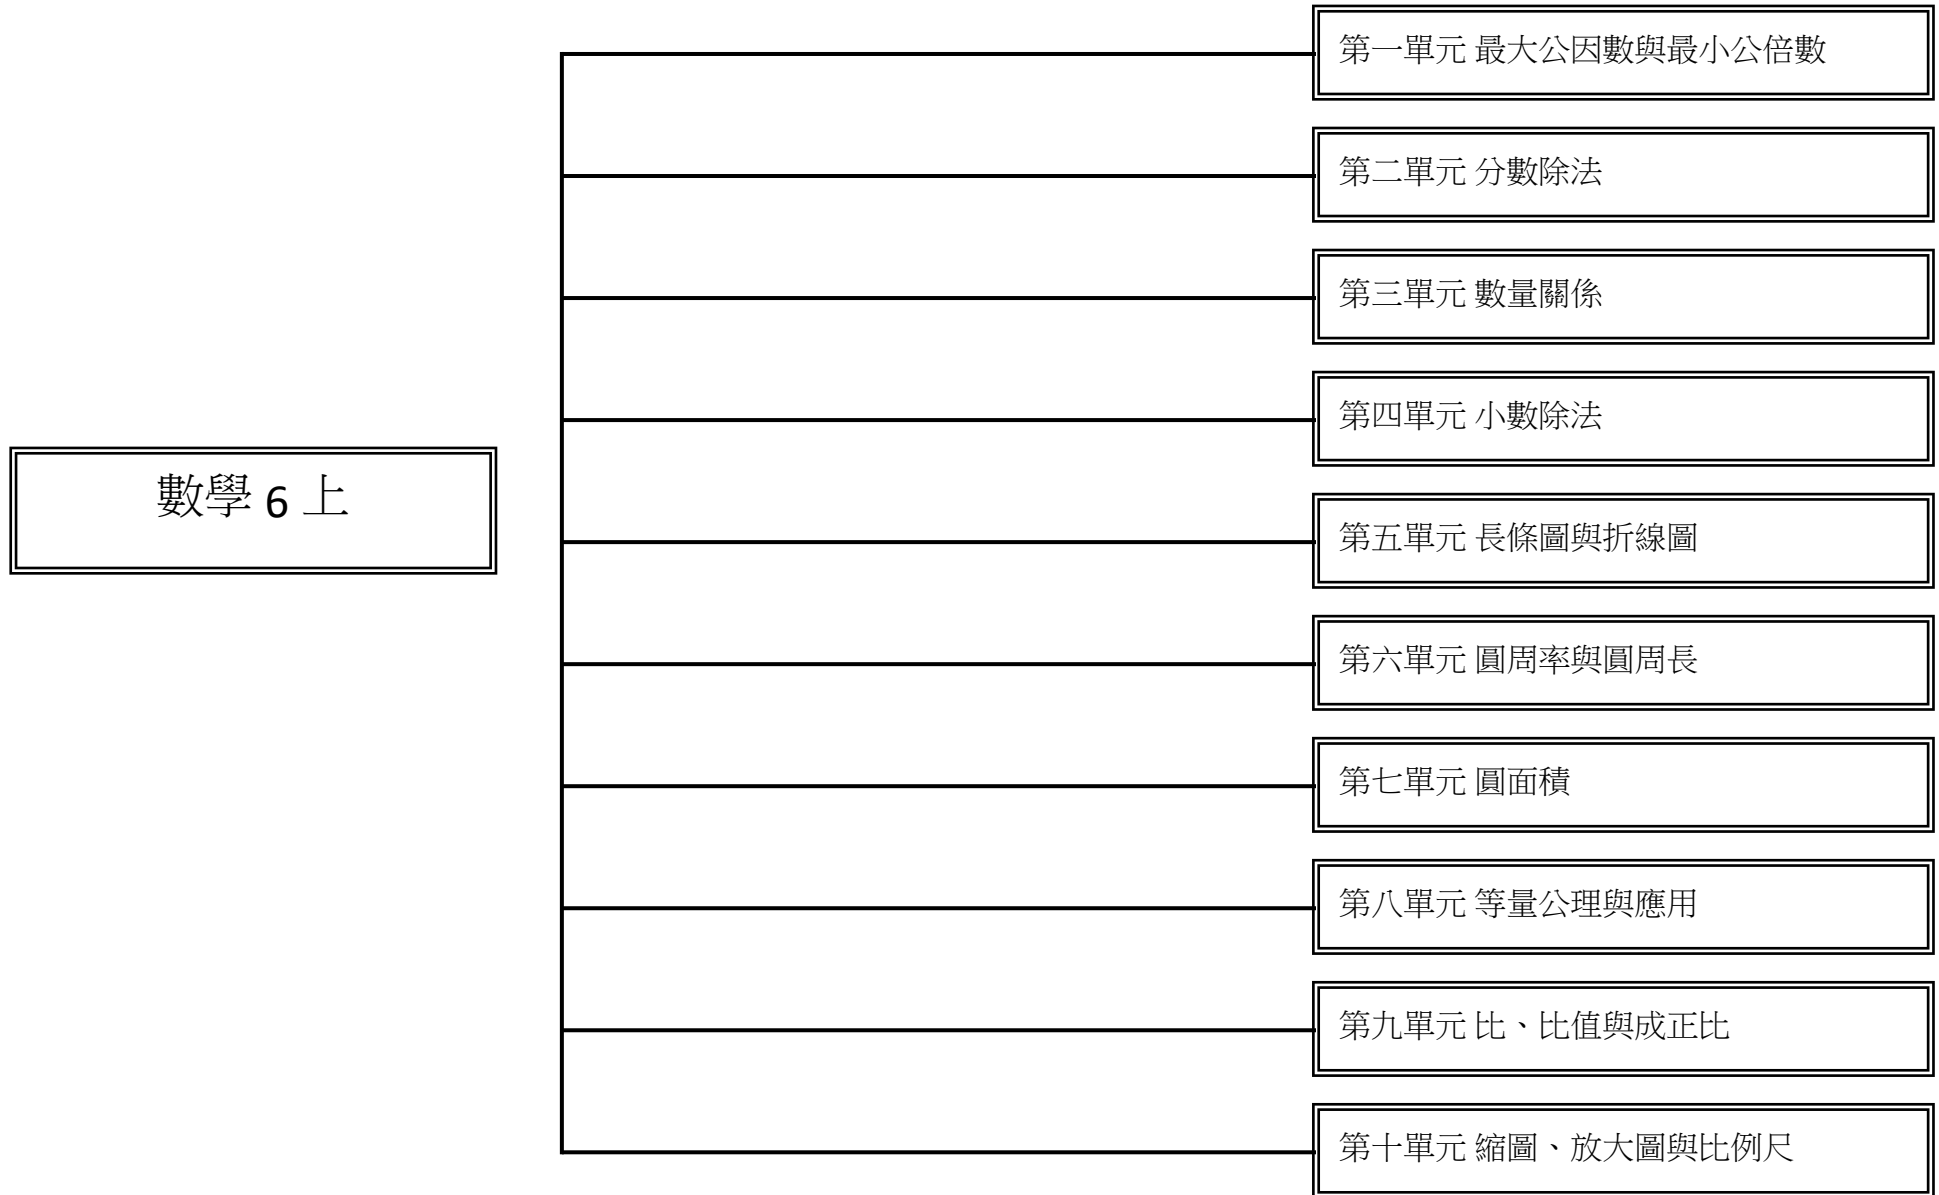 數學 6 上
第一單元 最大公因數與最小公倍數
第二單元 分數除法
第三單元 數量關係
第四單元 小數除法
第五單元 長條圖與折線圖
第六單元 圓周率與圓周長
第七單元 圓面積
第八單元 等量公理與應用
第九單元 比、比值與成正比
第十單元 縮圖、放大圖與比例尺